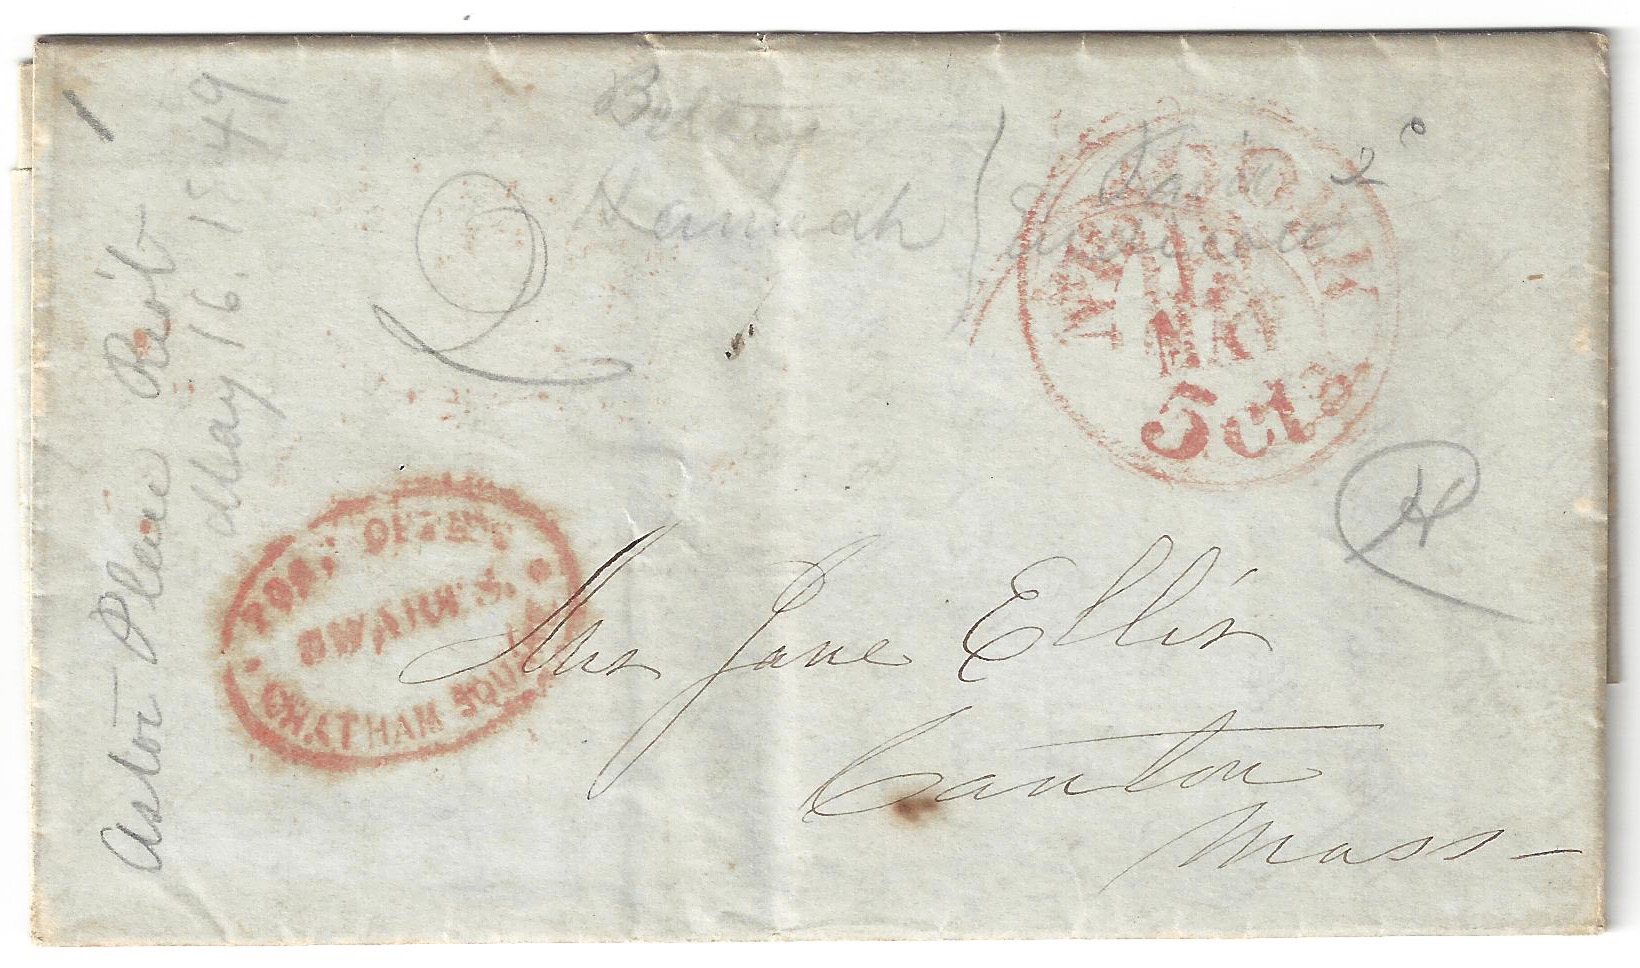 Astor Place Riot
May 16. 1849
Hannah
NEW YORK
MAY
5 cts
POST OFFICE
SWARTS.
CHATHAM SQUARE
Mrs Jane Ellis
Canton
Mass